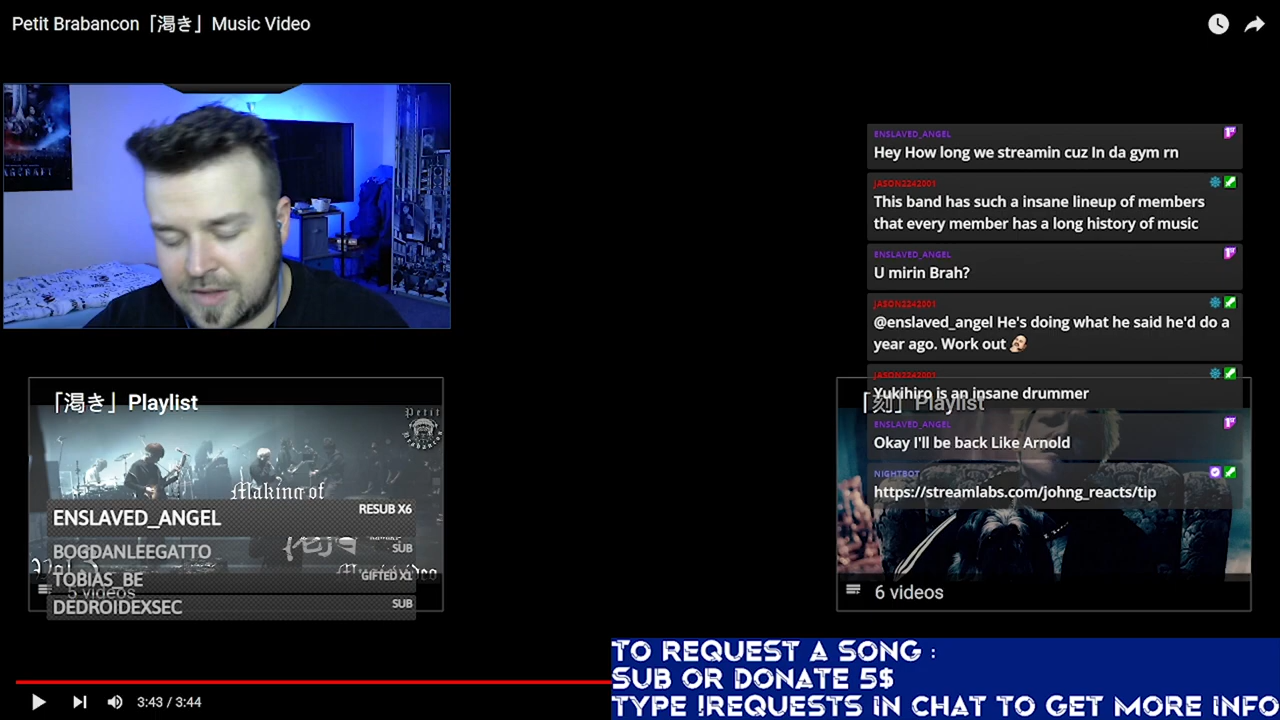 Petit Brabancon「渇き」Music Video
ENSLAVED_ANGEL
Hey How long we streamin cuz In da gym rn
JASON2242001
This band has such a insane lineup of members
that every member has a long history of music
ENSLAVED_ANGEL
U mirin Brah?
JASON2242001
@enslaved_angel He's doing what he said he'd do a
year ago. Work out
JASON2242001
Yukihiro is an insane drummer
ENSLAVED_ANGEL
Okay I'll be back Like Arnold
NIGHTBOT
https://streamlabs.com/johng_reacts/tip
「渇き」Playlist
Petit
Brabancon
Making of
ENSLAVED_ANGEL
RESUB X6
BOGDANLEEGATTO
SUB
TOBIAS_BE
GIFTED X1
5 videos
DEDROIDEXSEC
SUB
「刻」Playlist
6 videos
TO REQUEST A SONG :
SUB OR DONATE 5$
TYPE !REQUESTS IN CHAT TO GET MORE INFO
3:43 / 3:44